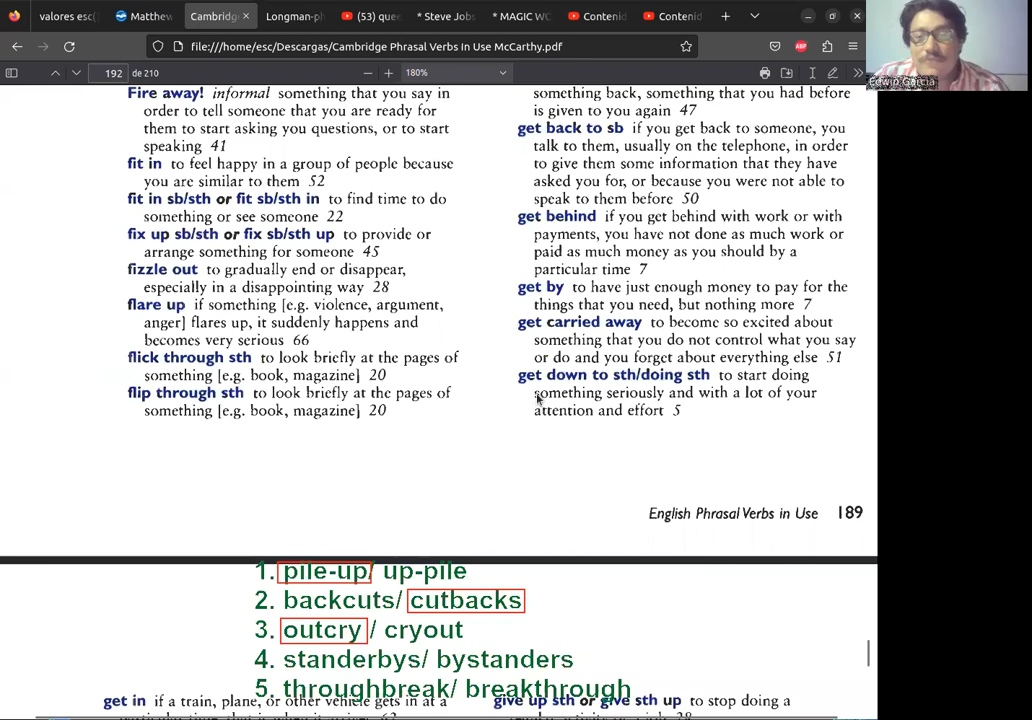 valores esc(
Matthew
Cambridg
Longman-ph
(53) que
* Steve Jobs
* MAGIC WO
Contenid
Contenid
file:///home/esc/Descargas/Cambridge Phrasal Verbs In Use McCarthy.pdf
192 de 210
180%
Edwin Garcia
Fire away! informal something that you say in
order to tell someone that you are ready for
them to start asking you questions, or to start
speaking 41
fit in to feel happy in a group of people because
you are similar to them 52
fit in sb/sth or fit sb/sth in to find time to do
something or see someone 22
fix up sb/sth or fix sb/sth up to provide or
arrange something for someone 45
fizzle out to gradually end or disappear,
especially in a disappointing way 28
flare up if something [e.g. violence, argument,
anger] flares up, it suddenly happens and
becomes very serious 66
flick through sth to look briefly at the pages of
something [e.g. book, magazine] 20
flip through sth to look briefly at the pages of
something [e.g. book, magazine] 20
something back, something that you had before
is given to you again 47
get back to sb if you get back to someone, you
talk to them, usually on the telephone, in order
to give them some information that they have
asked you for, or because you were not able to
speak to them before 50
get behind if you get behind with work or with
payments, you have not done as much work or
paid as much money as you should by a
particular time 7
get by to have just enough money to pay for the
things that you need, but nothing more 7
get carried away to become so excited about
something that you do not control what you say
or do and you forget about everything else 51
get down to sth/doing sth to start doing
something seriously and with a lot of your
attention and effort 5
English Phrasal Verbs in Use 189
1. pile-up/ up-pile
2. backcuts/ cutbacks
3. outcry / cryout
4. standerbys/ bystanders
5. throughbreak/ breakthrough
get in if a train, plane, or other vehicle gets in at a
give up sth or give sth up to stop doing a